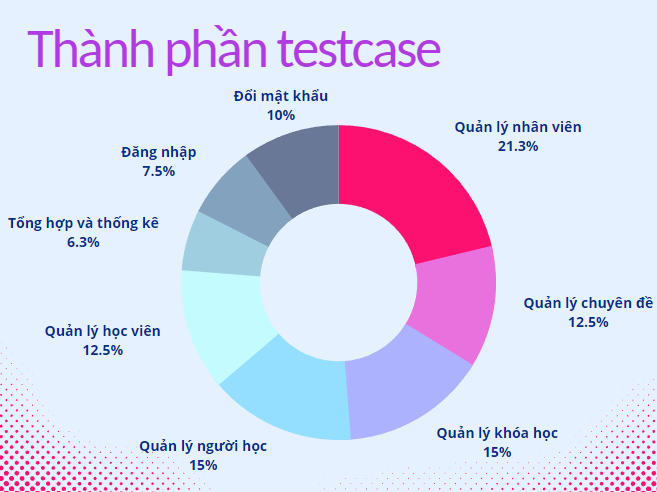 Thành phần testcase
Đổi mật khẩu
10%
Quản lý nhân viên
21.3%
Đăng nhập
7.5%
Tổng hợp và thống kê
6.3%
Quản lý chuyên đề
12.5%
Quản lý học viên
12.5%
Quản lý khóa học
15%
Quản lý người học
15%